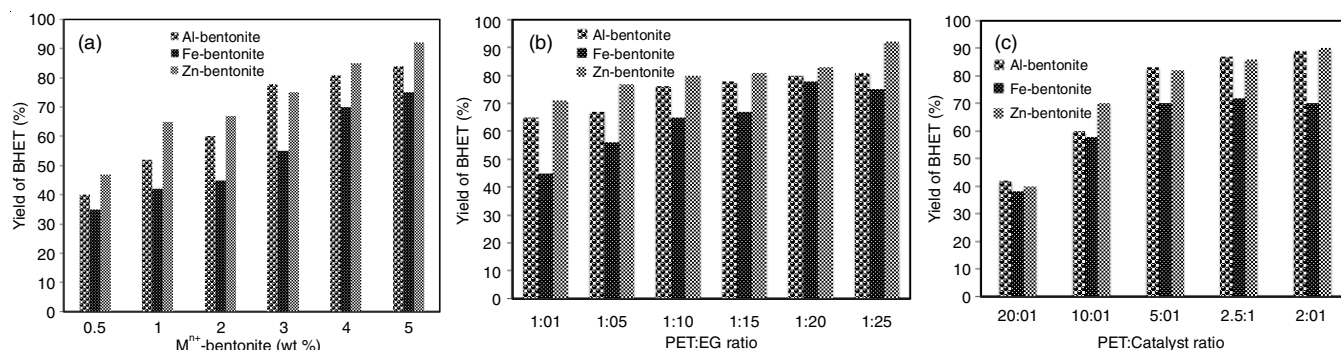 (a)
Al-bentonite
Fe-bentonite
Zn-bentonite
Yield of BHET (%)
100
90
80
70
60
50
40
30
20
10
0
0.5 1 2 3 4 5
Mⁿ⁺-bentonite (wt %)
(b)
Al-bentonite
Fe-bentonite
Zn-bentonite
Yield of BHET (%)
100
90
80
70
60
50
40
30
20
10
0
1:01 1:05 1:10 1:15 1:20 1:25
PET:EG ratio
(c)
Al-bentonite
Fe-bentonite
Zn-bentonite
Yield of BHET (%)
100
90
80
70
60
50
40
30
20
10
0
20:01 10:01 5:01 2.5:1 2:01
PET:Catalyst ratio